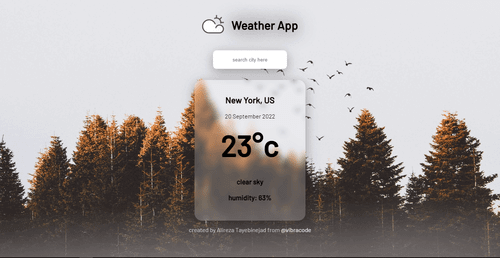 Weather App
search city here
New York, US
20 September 2022
23°c
clear sky
humidity: 63%
created by Alireza Tayebinejad from @vibracode